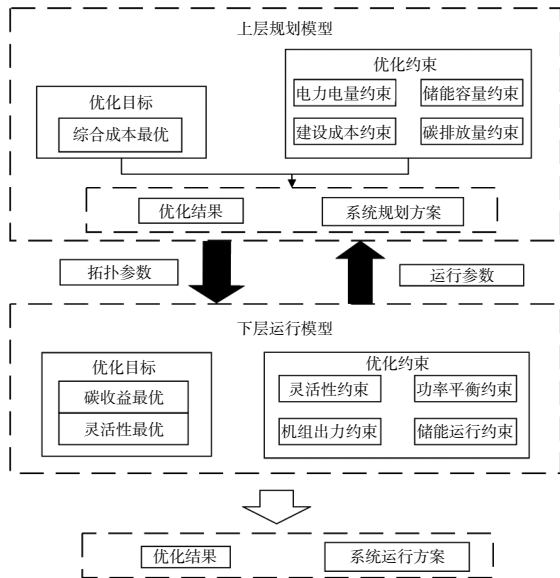 上层规划模型
优化目标
综合成本最优
优化约束
电力电量约束
储能容量约束
建设成本约束
碳排放量约束
优化结果
系统规划方案
拓扑参数
运行参数
下层运行模型
优化目标
碳收益最优
灵活性最优
优化约束
灵活性约束
功率平衡约束
机组出力约束
储能运行约束
优化结果
系统运行方案